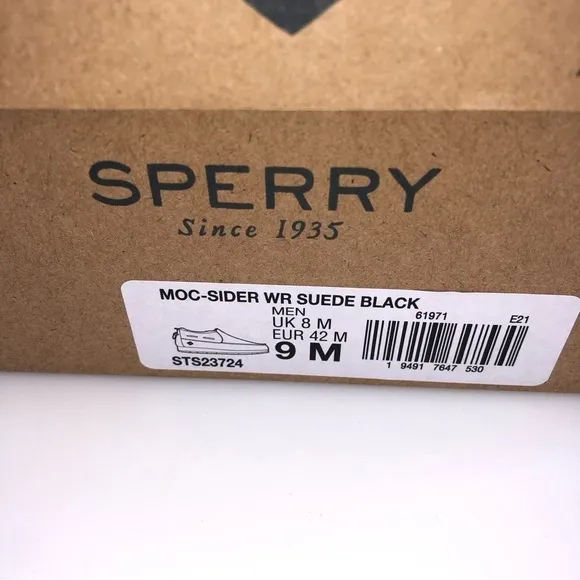 SPERRY
Since 1935
MOC-SIDER WR SUEDE BLACK
MEN
UK 8 M
EUR 42 M
9 M
STS23724
61971
E21
1 9491 7647 530